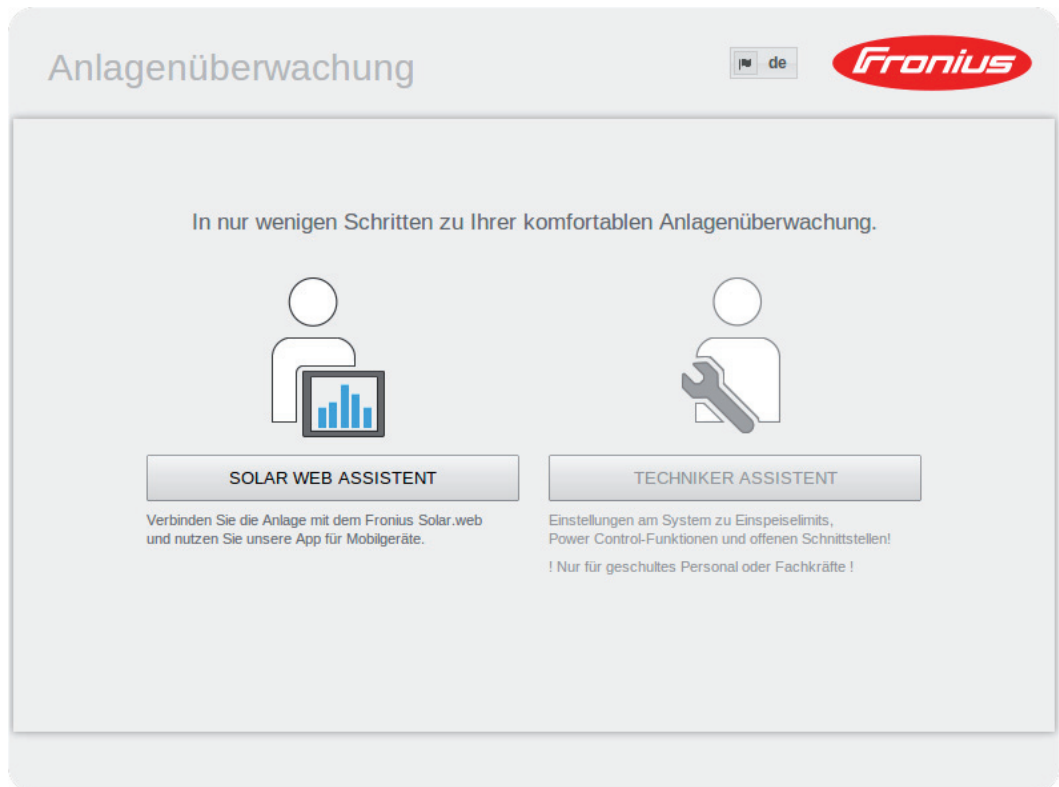 Anlagenüberwachung
de
Fronius
In nur wenigen Schritten zu Ihrer komfortablen Anlagenüberwachung.
SOLAR WEB ASSISTENT
Verbinden Sie die Anlage mit dem Fronius Solar.web
und nutzen Sie unsere App für Mobilgeräte.
TECHNIKER ASSISTENT
Einstellungen am System zu Einspeiselimits,
Power Control-Funktionen und offenen Schnittstellen!
! Nur für geschultes Personal oder Fachkräfte !